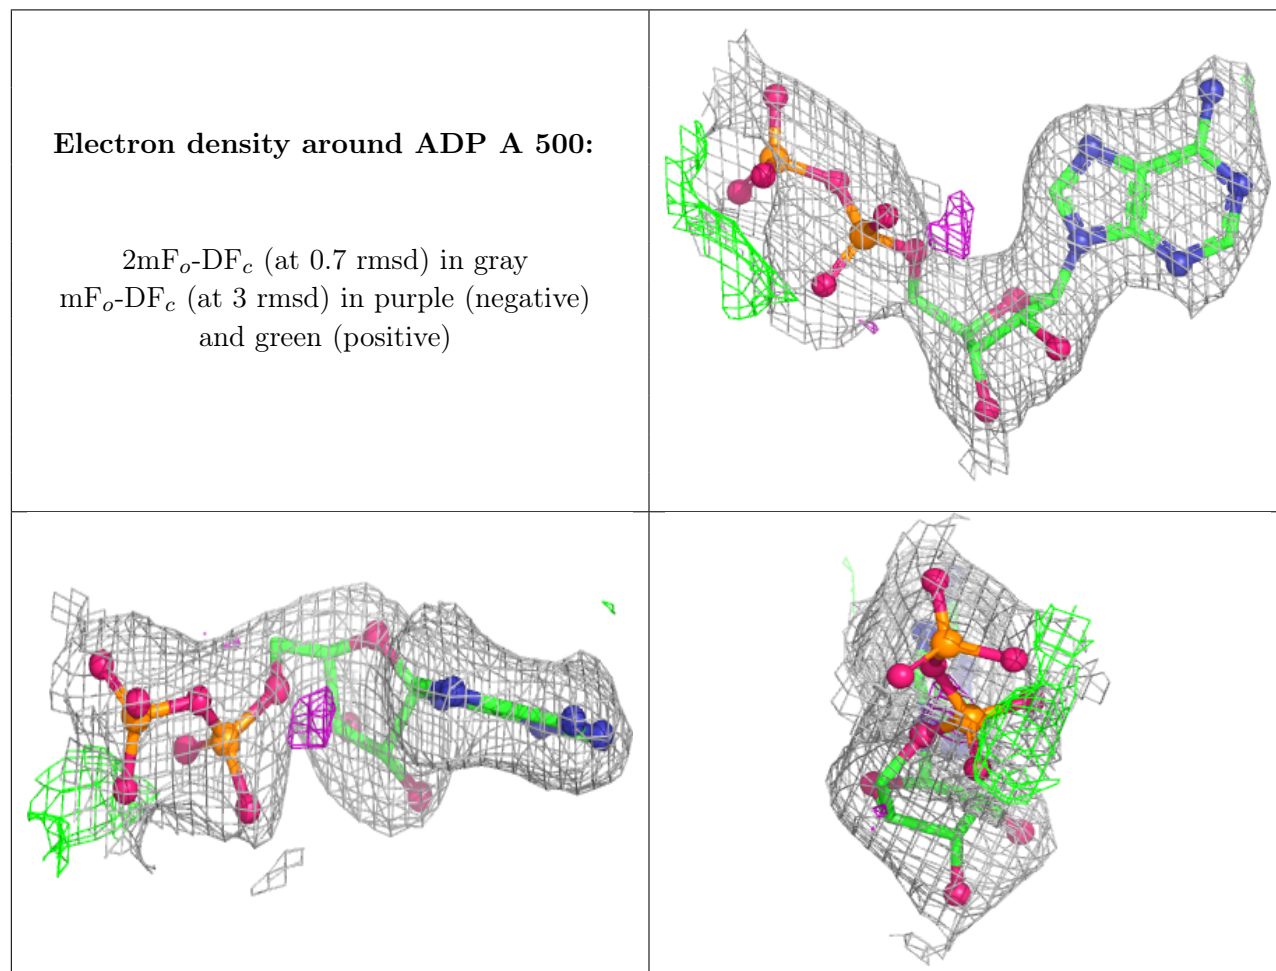 Electron density around ADP A 500:
2mFₒ-DF𝒸 (at 0.7 rmsd) in gray
mFₒ-DF𝒸 (at 3 rmsd) in purple (negative)
and green (positive)